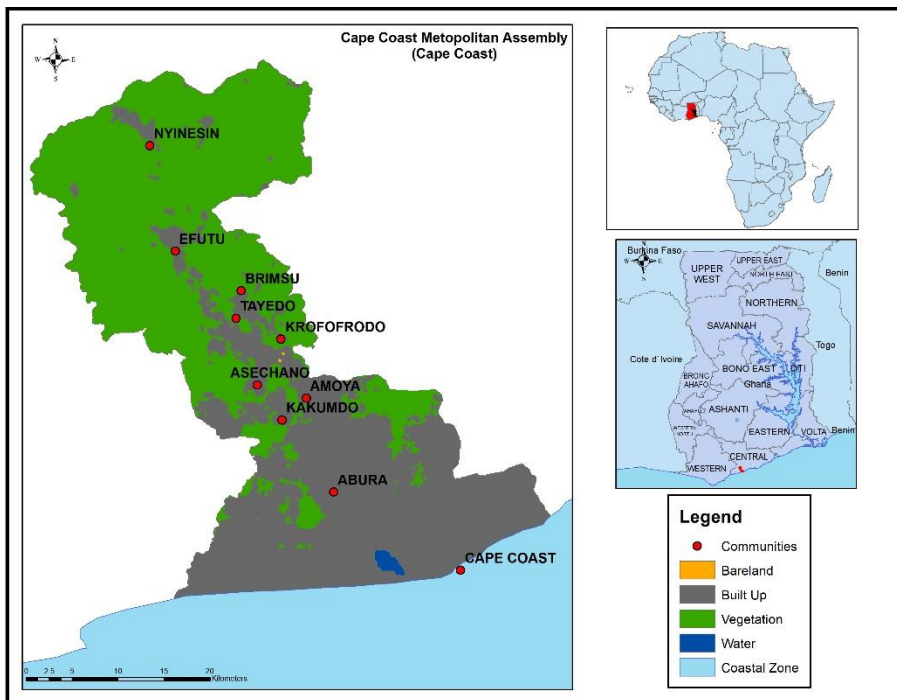 Cape Coast Metopolitan Assembly
(Cape Coast)
N
W E
S
NYINESIN
EFUTU
BRIMSU
TAYEDO
KROFOFRODO
ASECHANO
AMOYA
KAKUMDO
ABURA
CAPE COAST
0 2.5 5 10 15 20
Kilometers
Burkina Faso
N
W E
S
UPPER EAST
Benin
UPPER
WEST
NORTH EAST
NORTHERN
SAVANNAH
Togo
Cote d`Ivoire
BONO EAST
OTI
BRONG
AHAFO
Ghana
AHAFO
ASHANTI
WESTERN
NORTH
EASTERN
VOLTA
Benin
CENTRAL
WESTERN
Legend
Communities
Bareland
Built Up
Vegetation
Water
Coastal Zone